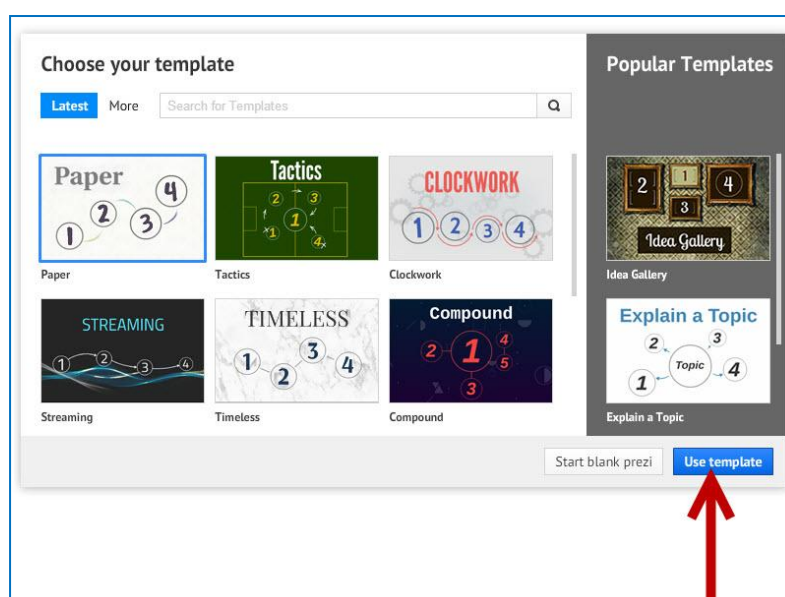 Choose your template
Popular Templates
Latest More Search for Templates
Paper
1 2 3 4
Tactics
1 2 3 1 4
CLOCKWORK
1 2 3 4
2 1 4
3
Idea Gallery
Paper Tactics Clockwork Idea Gallery
STREAMING
1 2 3 4
TIMELESS
1 2 3 4
Compound
2 1 4
5
3
Explain a Topic
2 3
Topic
1 4
Streaming Timeless Compound Explain a Topic
Start blank prezi Use template